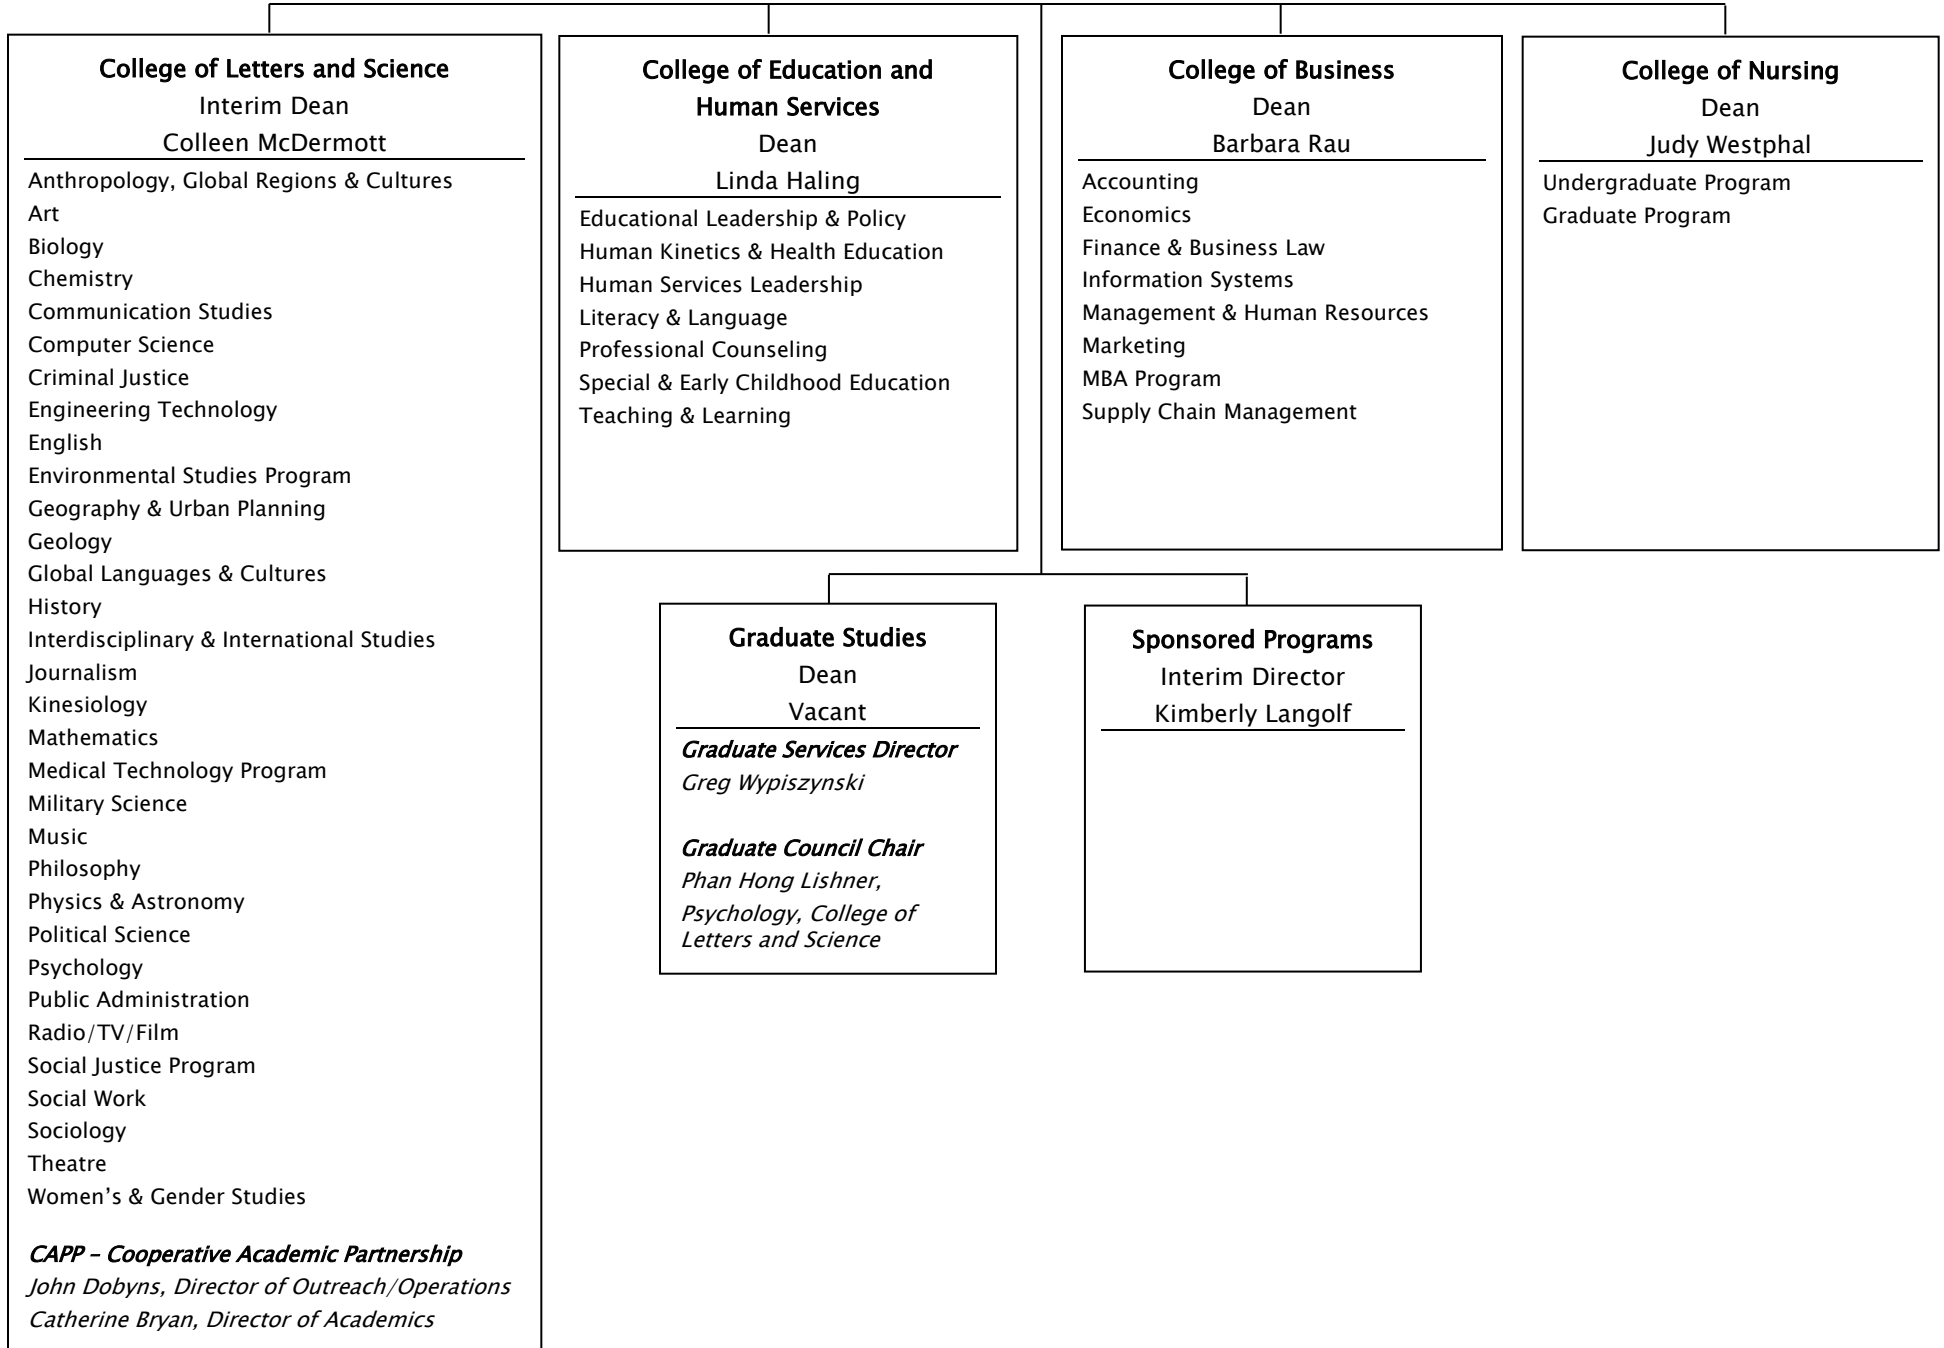 College of Letters and Science
Interim Dean
Colleen McDermott
Anthropology, Global Regions & Cultures
Art
Biology
Chemistry
Communication Studies
Computer Science
Criminal Justice
Engineering Technology
English
Environmental Studies Program
Geography & Urban Planning
Geology
Global Languages & Cultures
History
Interdisciplinary & International Studies
Journalism
Kinesiology
Mathematics
Medical Technology Program
Military Science
Music
Philosophy
Physics & Astronomy
Political Science
Psychology
Public Administration
Radio/TV/Film
Social Justice Program
Social Work
Sociology
Theatre
Women’s & Gender Studies
CAPP – Cooperative Academic Partnership
John Dobyns, Director of Outreach/Operations
Catherine Bryan, Director of Academics
College of Education and
Human Services
Dean
Linda Haling
Educational Leadership & Policy
Human Kinetics & Health Education
Human Services Leadership
Literacy & Language
Professional Counseling
Special & Early Childhood Education
Teaching & Learning
College of Business
Dean
Barbara Rau
Accounting
Economics
Finance & Business Law
Information Systems
Management & Human Resources
Marketing
MBA Program
Supply Chain Management
College of Nursing
Dean
Judy Westphal
Undergraduate Program
Graduate Program
Graduate Studies
Dean
Vacant
Graduate Services Director
Greg Wypiszynski
Graduate Council Chair
Phan Hong Lishner,
Psychology, College of
Letters and Science
Sponsored Programs
Interim Director
Kimberly Langolf